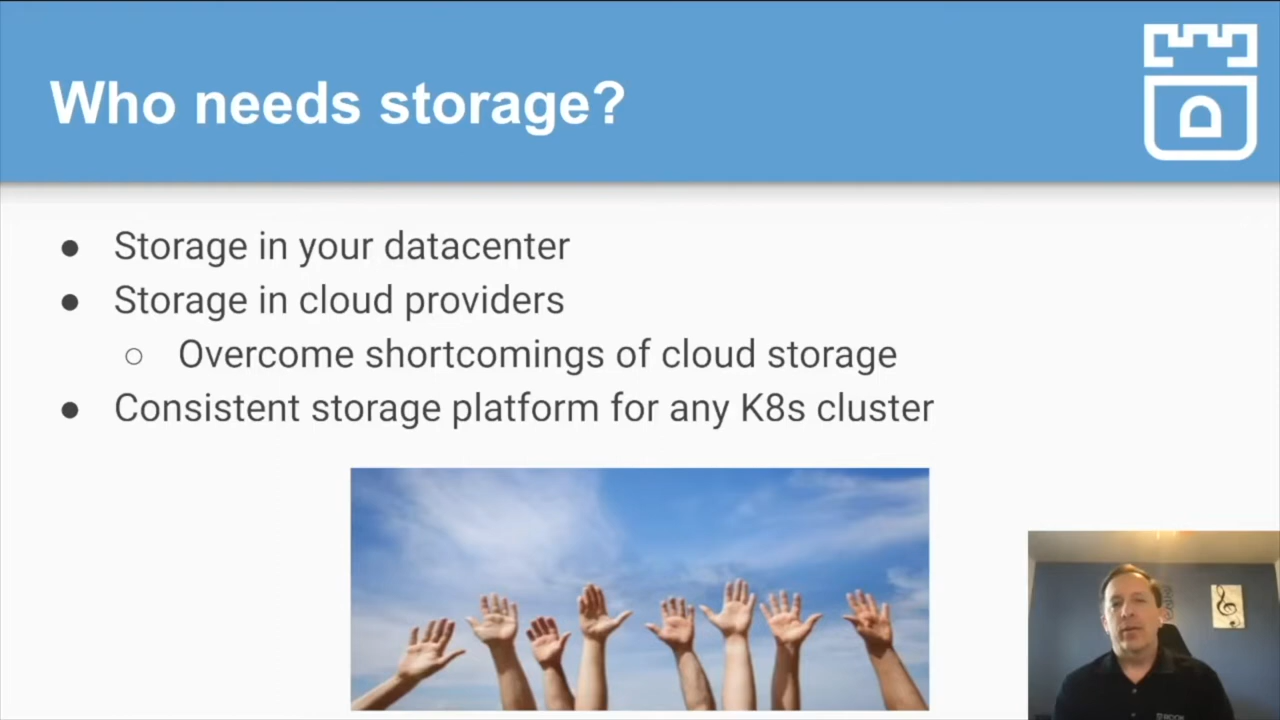 Who needs storage?
● Storage in your datacenter
● Storage in cloud providers
○ Overcome shortcomings of cloud storage
● Consistent storage platform for any K8s cluster